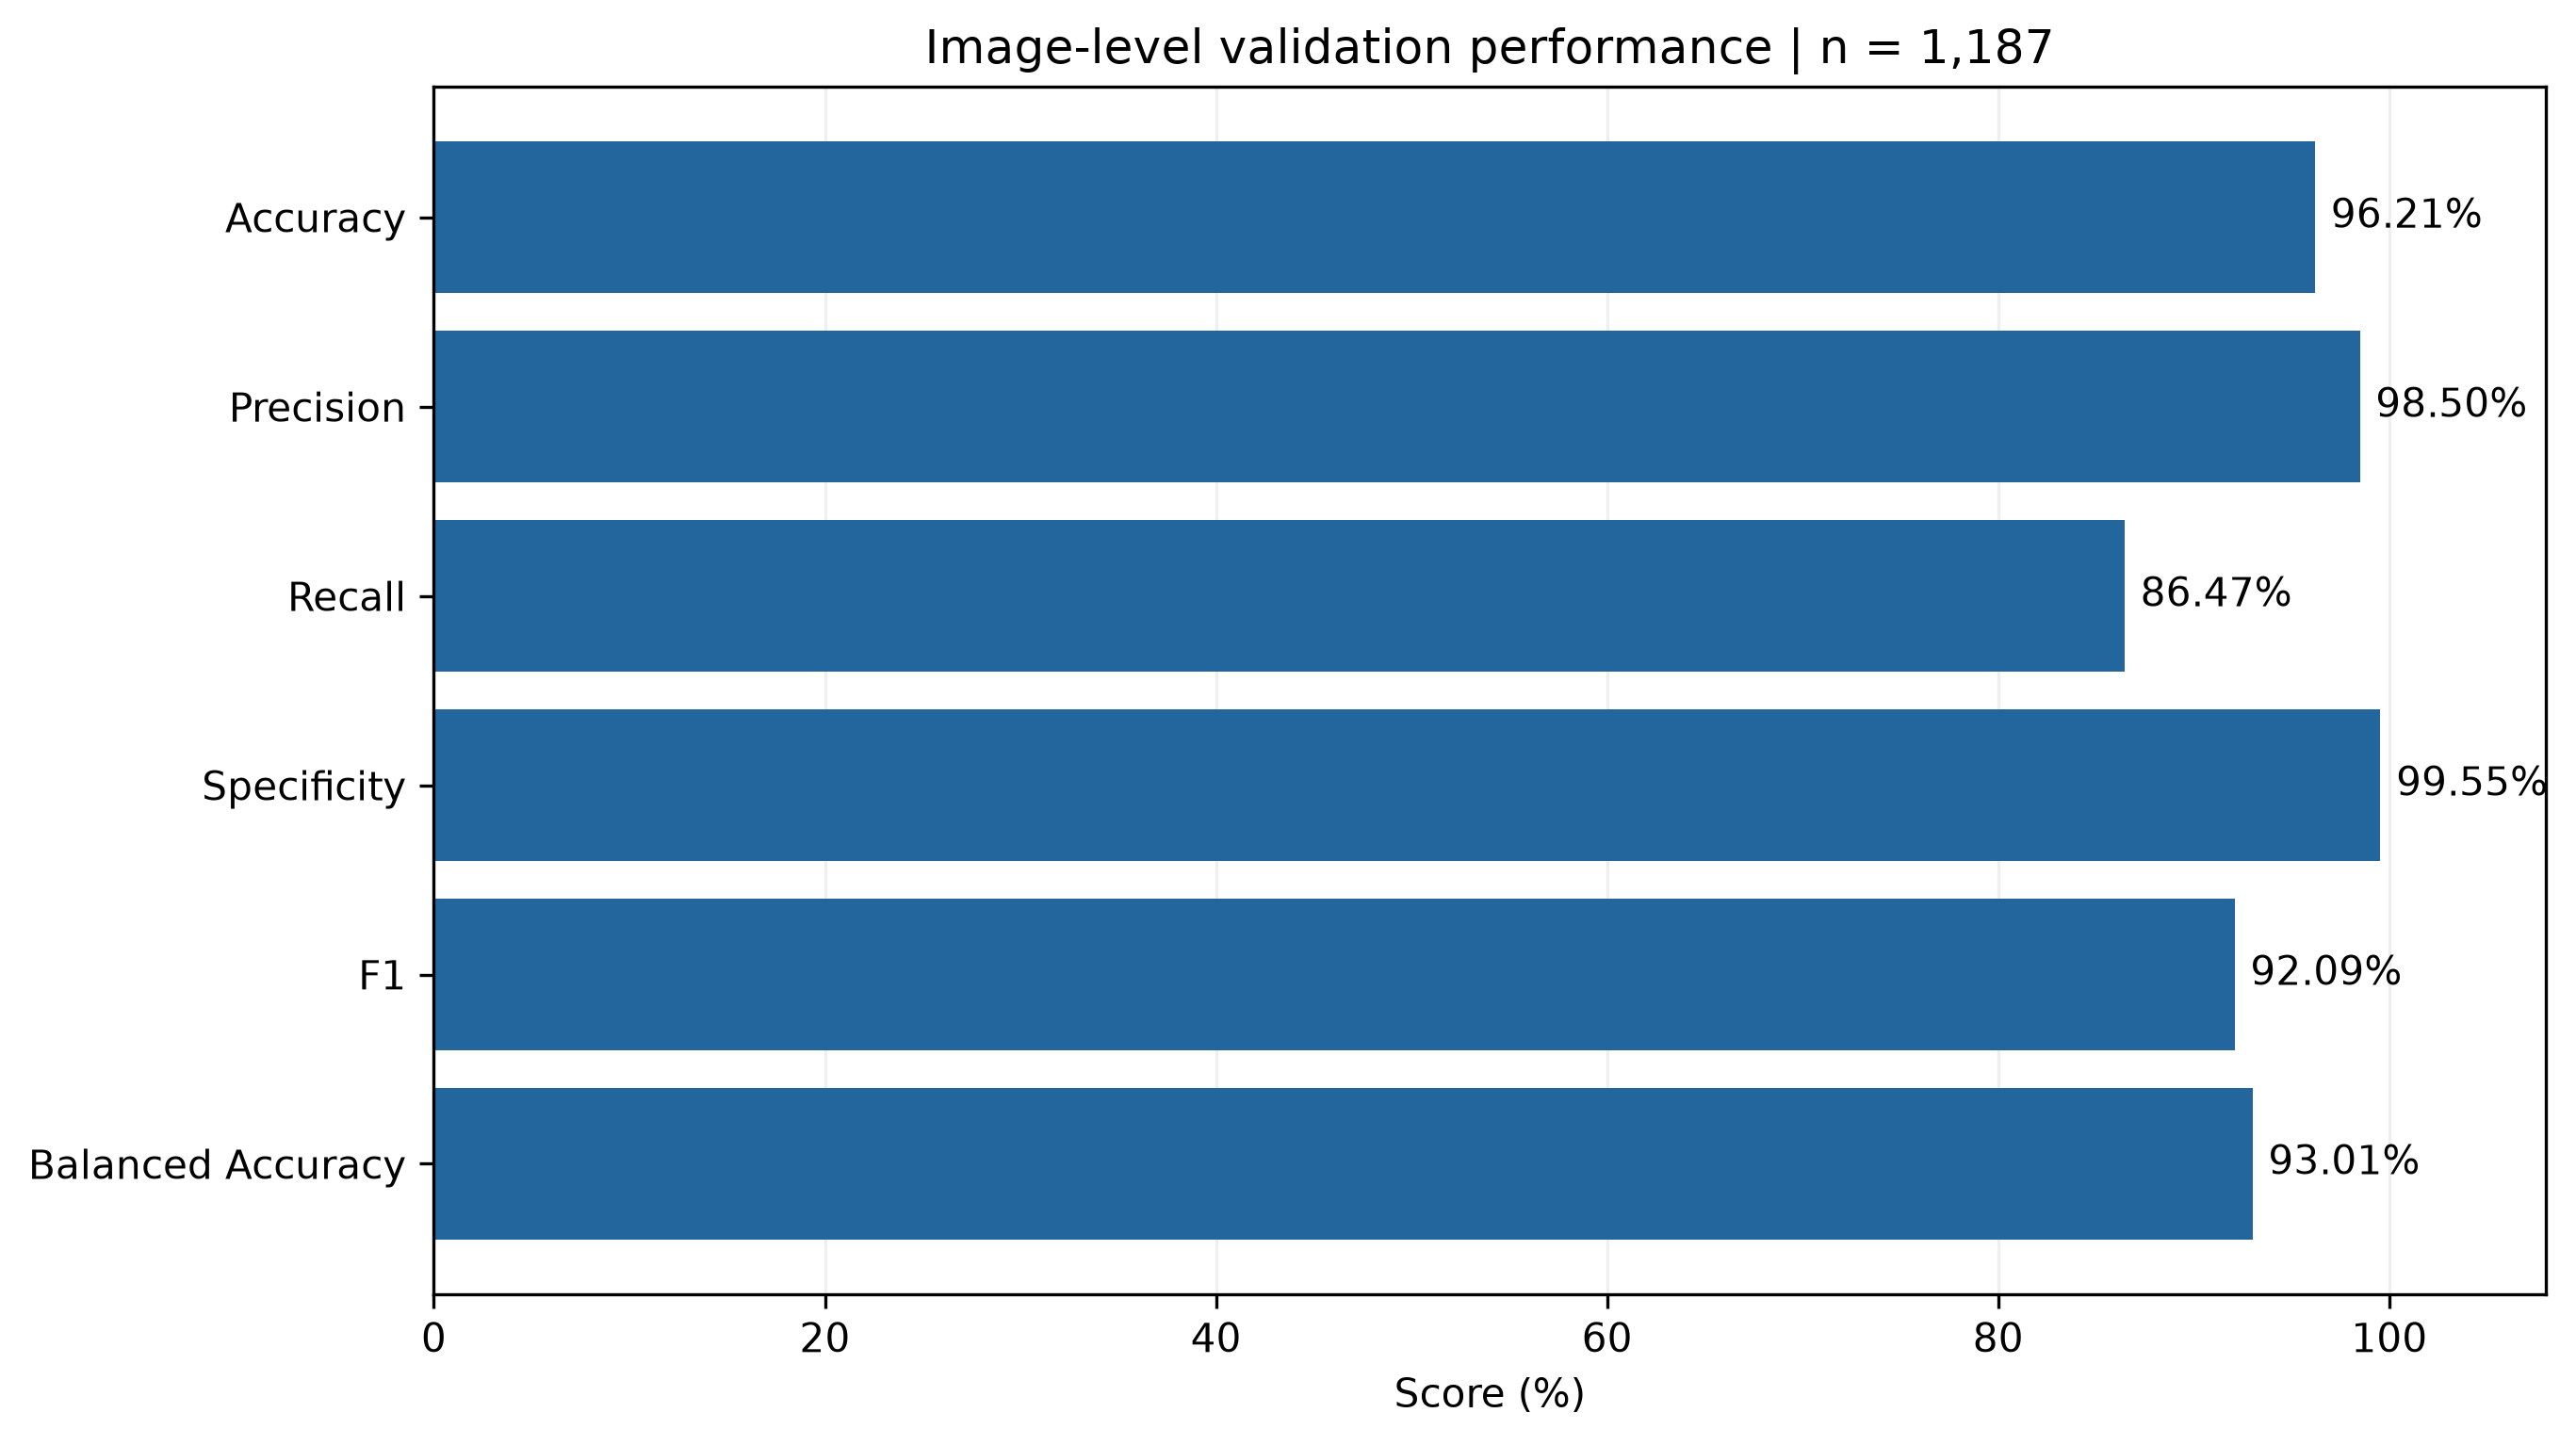 Image-level validation performance | n = 1,187
Accuracy 96.21%
Precision 98.50%
Recall 86.47%
Specificity 99.55%
F1 92.09%
Balanced Accuracy 93.01%
0 20 40 60 80 100
Score (%)